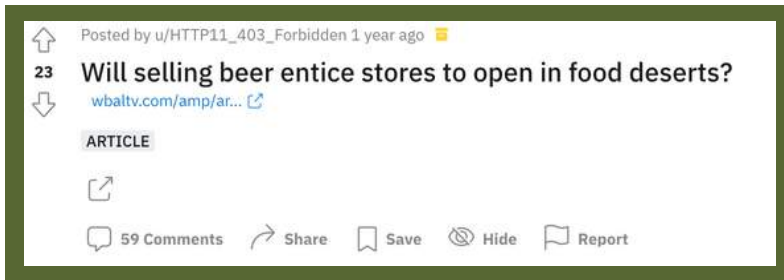 Posted by u/HTTP11_403_Forbidden 1 year ago
23 Will selling beer entice stores to open in food deserts?
wbaltv.com/amp/ar...
ARTICLE
59 Comments Share Save Hide Report